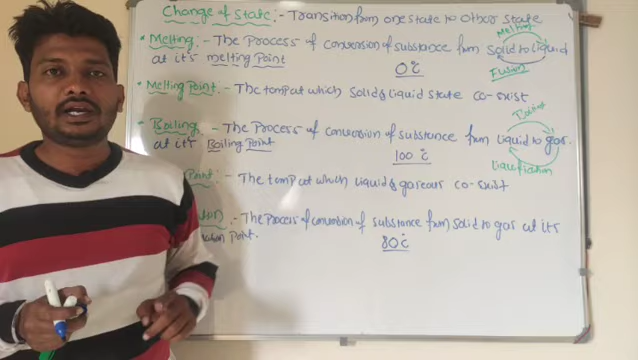 Change of State :- Transition from one state to other state
Melting
Melting :- The Process of conversion of substance from solid to liquid
at it's melting Point
0°C
Fusion
Melting Point :- The temp at which solid & liquid state co-exist
Boiling
Boiling - The Process of conversion of substance from liquid to gas.
at it's Boiling Point
100°C
Liquification
Point :- The temp at which liquid & gaseous co-exist
:- The Process of conversion of substance from solid to gas at its
Point.
80°C